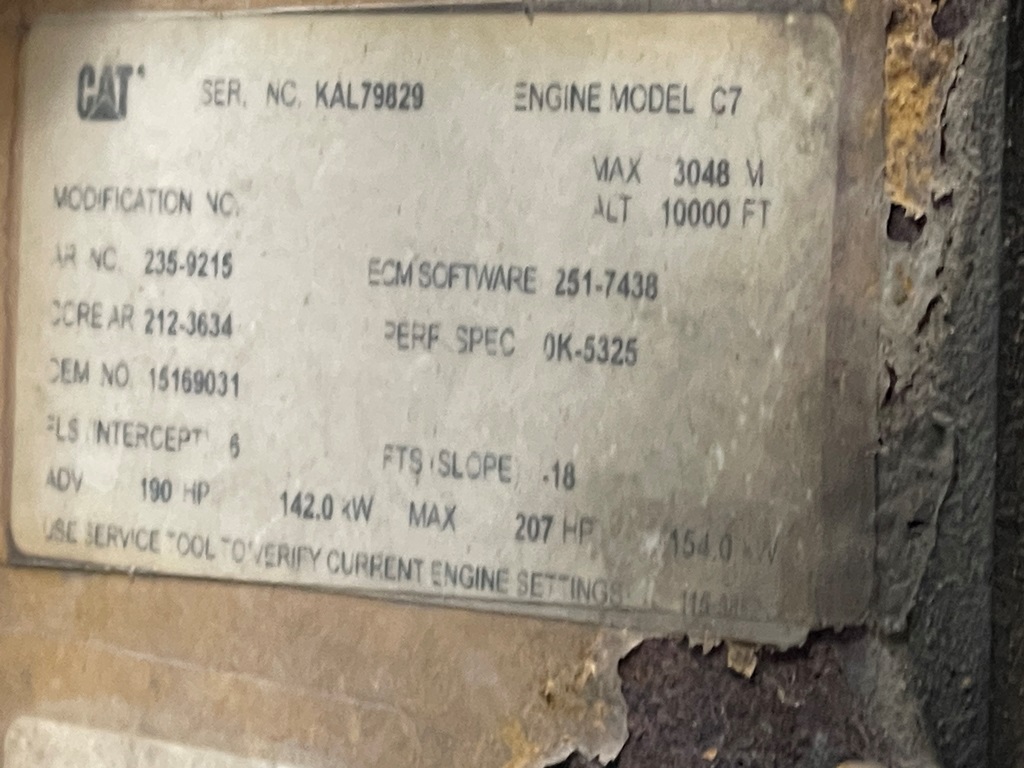 CAT SER. NO. KAL79829 ENGINE MODEL C7
MAX 3048 M
MODIFICATION NO. ALT 10000 FT
AR NO. 235-9215 ECM SOFTWARE 251-7438
CORE AR 212-3634 PERF SPEC 0K-5325
OEM NO. 15169031
FLS (INTERCEPT) 6 FTS (SLOPE) -18
ADV 190 HP 142.0 kW MAX 207 HP 154.0 kW
USE SERVICE TOOL TO VERIFY CURRENT ENGINE SETTINGS